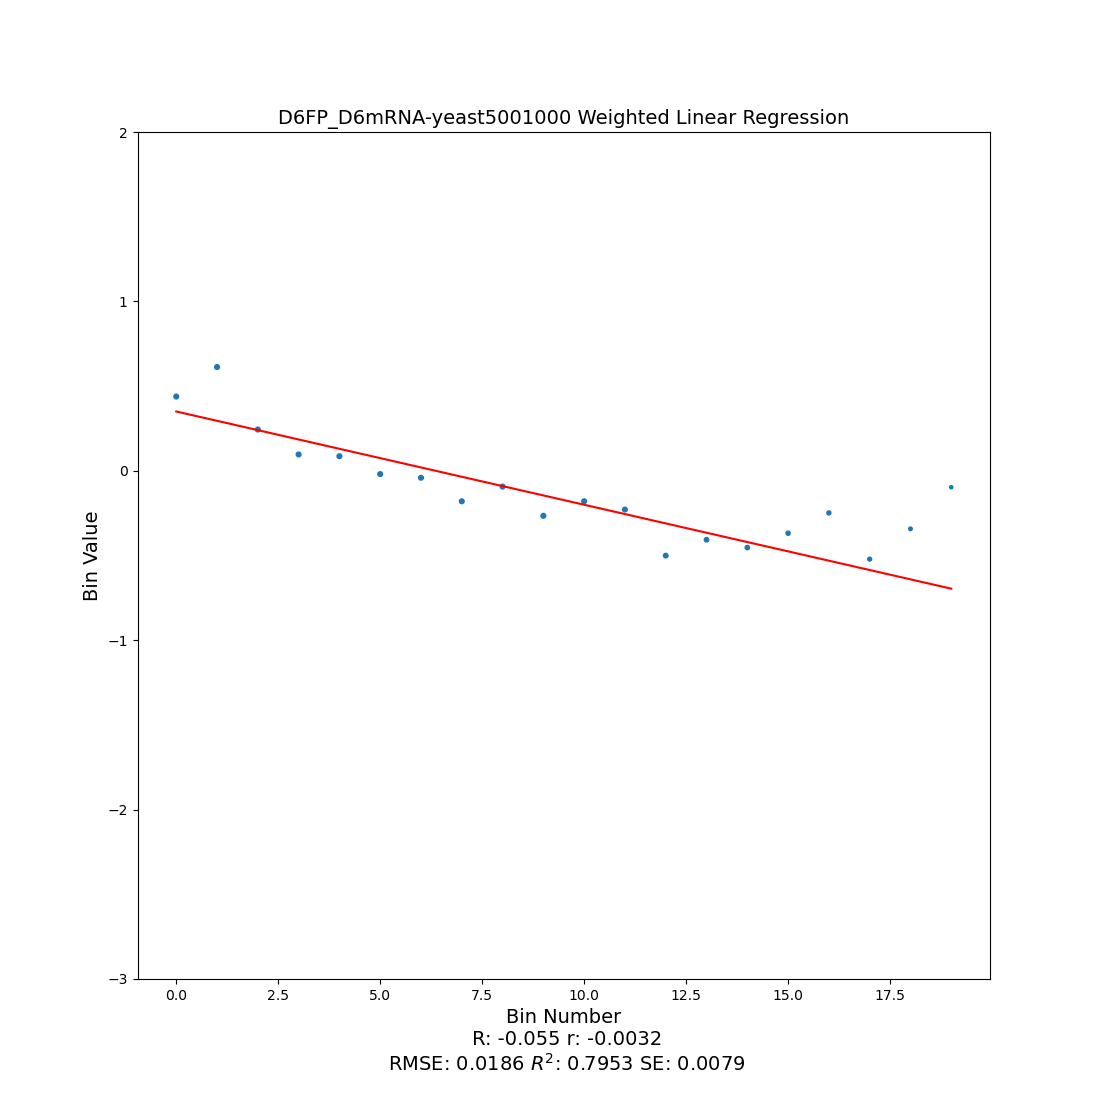 D6FP_D6mRNA-yeast5001000 Weighted Linear Regression
2
1
0
−1
−2
−3
Bin Value
0.0 2.5 5.0 7.5 10.0 12.5 15.0 17.5
Bin Number
R: -0.055 r: -0.0032
RMSE: 0.0186 R²: 0.7953 SE: 0.0079